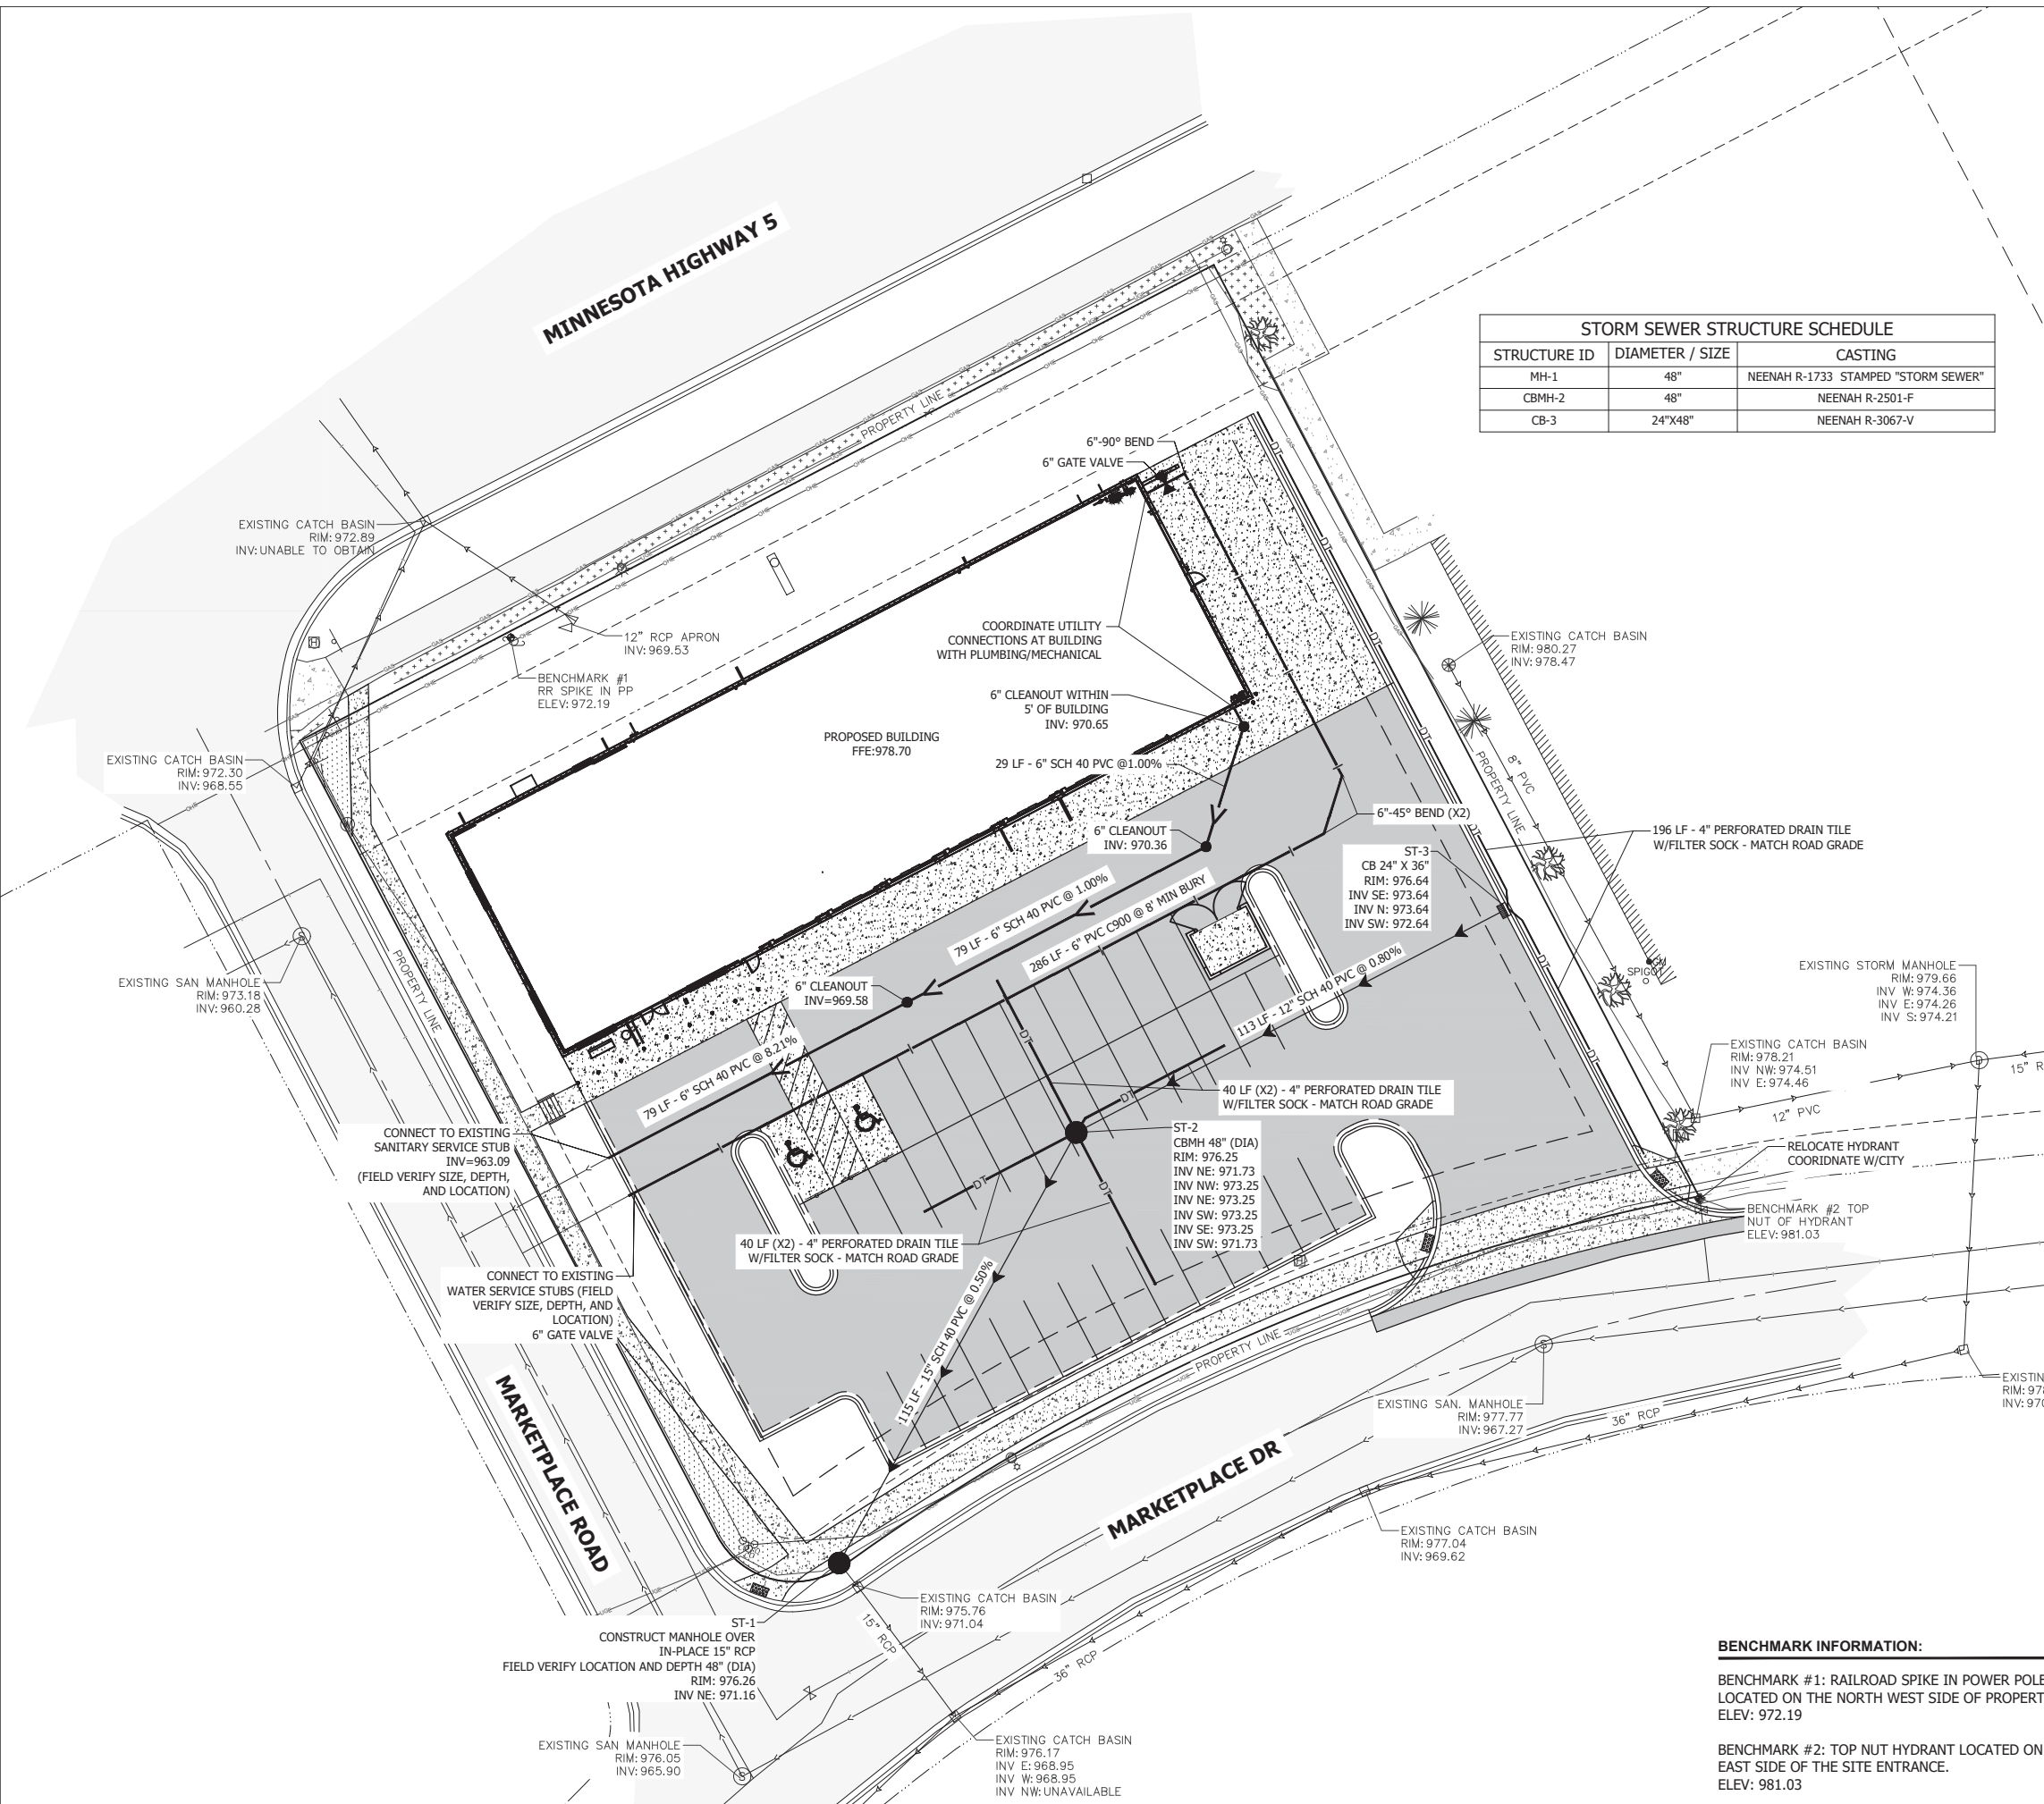 MINNESOTA HIGHWAY 5
STORM SEWER STRUCTURE SCHEDULE
STRUCTURE ID DIAMETER / SIZE CASTING
MH-1 48" NEENAH R-1733 STAMPED "STORM SEWER"
CBMH-2 48" NEENAH R-2501-F
CB-3 24"X48" NEENAH R-3067-V
PROPERTY LINE
6"-90° BEND
6" GATE VALVE
EXISTING CATCH BASIN
RIM: 972.89
INV: UNABLE TO OBTAIN
12" RCP APRON
INV: 969.53
BENCHMARK #1
RR SPIKE IN PP
ELEV: 972.19
COORDINATE UTILITY
CONNECTIONS AT BUILDING
WITH PLUMBING/MECHANICAL
EXISTING CATCH BASIN
RIM: 980.27
INV: 978.47
6" CLEANOUT WITHIN
5' OF BUILDING
INV: 970.65
PROPOSED BUILDING
FFE:978.70
EXISTING CATCH BASIN
RIM: 972.30
INV: 968.55
29 LF - 6" SCH 40 PVC @1.00%
8" PVC
PROPERTY LINE
6"-45° BEND (X2)
6" CLEANOUT
INV: 970.36
196 LF - 4" PERFORATED DRAIN TILE
W/FILTER SOCK - MATCH ROAD GRADE
ST-3
CB 24" X 36"
RIM: 976.64
INV SE: 973.64
INV N: 973.64
INV SW: 972.64
79 LF - 6" SCH 40 PVC @ 1.00%
286 LF - 6" PVC C900 @ 8' MIN BURY
113 LF - 12" SCH 40 PVC @ 0.80%
EXISTING SAN MANHOLE
RIM: 973.18
INV: 960.28
PROPERTY LINE
6" CLEANOUT
INV=969.58
GM
SPIGOT
EXISTING STORM MANHOLE
RIM: 979.66
INV W: 974.36
INV E: 974.26
INV S: 974.21
EXISTING CATCH BASIN
RIM: 978.21
INV NW: 974.51
INV E: 974.46
15" R
12" PVC
79 LF - 6" SCH 40 PVC @ 8.21%
40 LF (X2) - 4" PERFORATED DRAIN TILE
W/FILTER SOCK - MATCH ROAD GRADE
CONNECT TO EXISTING
SANITARY SERVICE STUB
INV=963.09
(FIELD VERIFY SIZE, DEPTH,
AND LOCATION)
ST-2
CBMH 48" (DIA)
RIM: 976.25
INV NE: 971.73
INV NW: 973.25
INV NE: 973.25
INV SW: 973.25
INV SE: 973.25
INV SW: 971.73
RELOCATE HYDRANT
COORIDNATE W/CITY
BENCHMARK #2 TOP
NUT OF HYDRANT
ELEV: 981.03
40 LF (X2) - 4" PERFORATED DRAIN TILE
W/FILTER SOCK - MATCH ROAD GRADE
CONNECT TO EXISTING
WATER SERVICE STUBS (FIELD
VERIFY SIZE, DEPTH, AND
LOCATION)
6" GATE VALVE
115 LF - 15" SCH 40 PVC @ 0.50%
PROPERTY LINE
MARKETPLACE ROAD
MARKETPLACE DR
EXISTING SAN. MANHOLE
RIM: 977.77
INV: 967.27
36" RCP
EXISTIN
RIM: 978
INV: 970
EXISTING CATCH BASIN
RIM: 977.04
INV: 969.62
EXISTING CATCH BASIN
RIM: 975.76
INV: 971.04
15" RCP
36" RCP
ST-1
CONSTRUCT MANHOLE OVER
IN-PLACE 15" RCP
FIELD VERIFY LOCATION AND DEPTH 48" (DIA)
RIM: 976.26
INV NE: 971.16
EXISTING SAN MANHOLE
RIM: 976.05
INV: 965.90
EXISTING CATCH BASIN
RIM: 976.17
INV E: 968.95
INV W: 968.95
INV NW: UNAVAILABLE
BENCHMARK INFORMATION:
BENCHMARK #1: RAILROAD SPIKE IN POWER POLE
LOCATED ON THE NORTH WEST SIDE OF PROPERT
ELEV: 972.19
BENCHMARK #2: TOP NUT HYDRANT LOCATED ON
EAST SIDE OF THE SITE ENTRANCE.
ELEV: 981.03